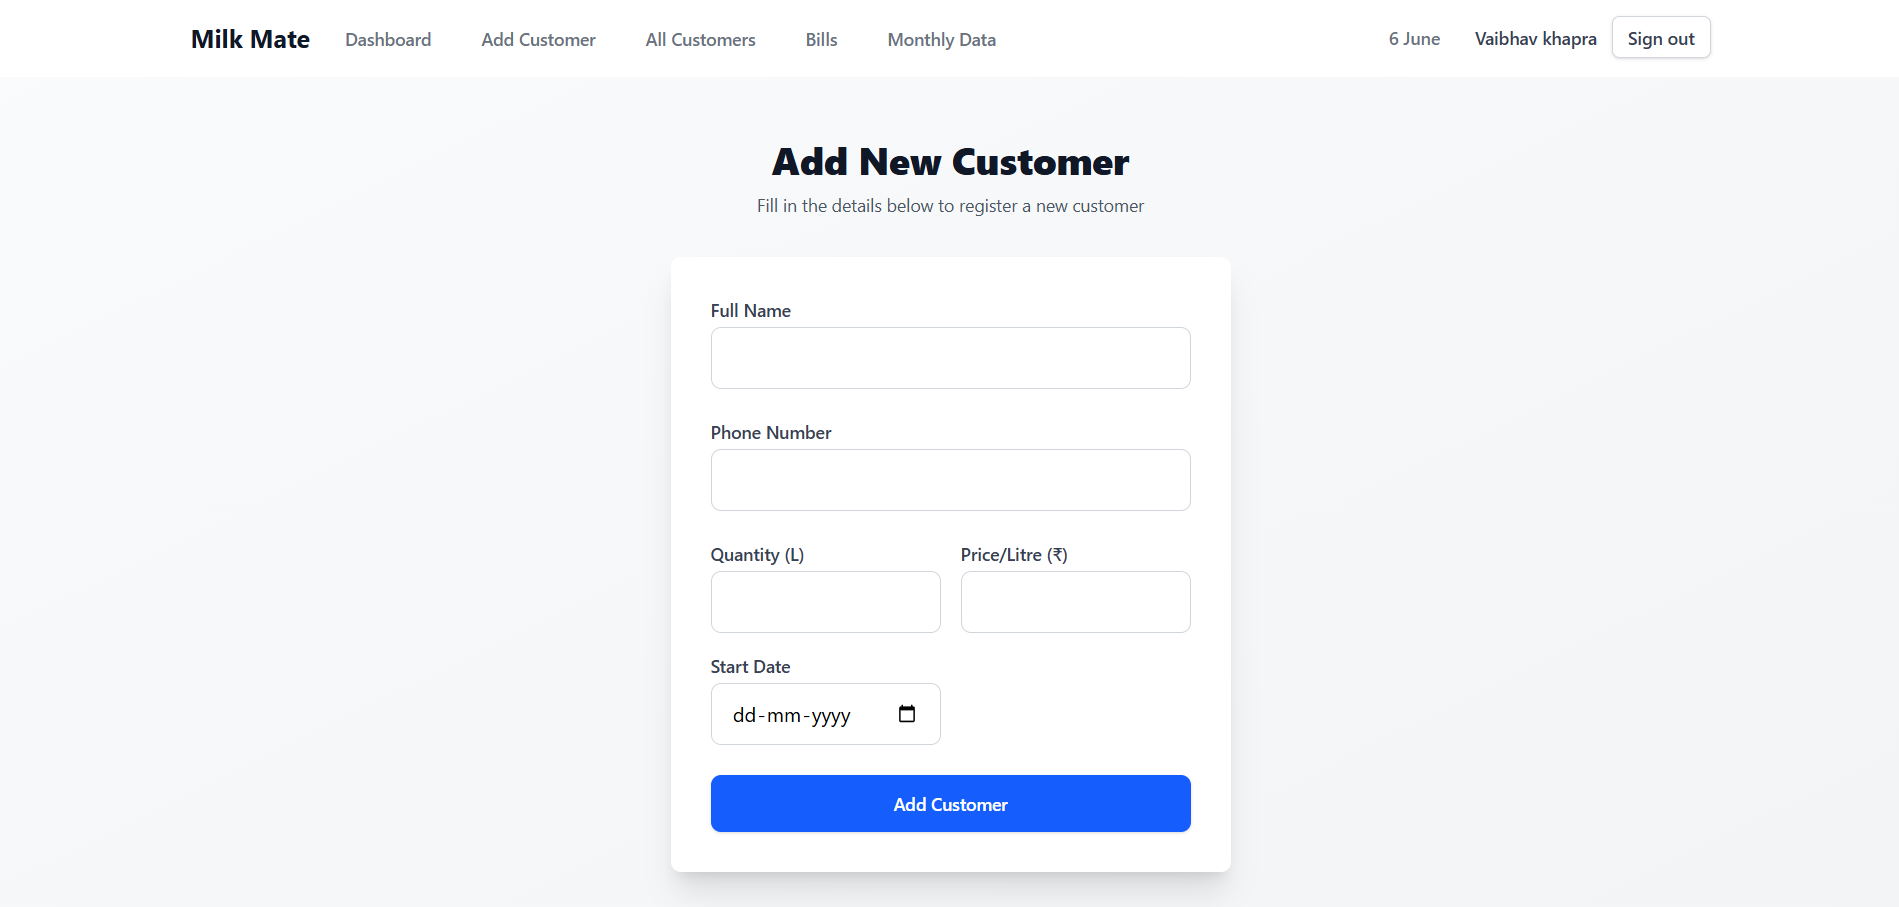 Milk Mate Dashboard Add Customer All Customers Bills Monthly Data 6 June Vaibhav khapra Sign out
Add New Customer
Fill in the details below to register a new customer
Full Name
Phone Number
Quantity (L) Price/Litre (₹)
Start Date
dd-mm-yyyy
Add Customer